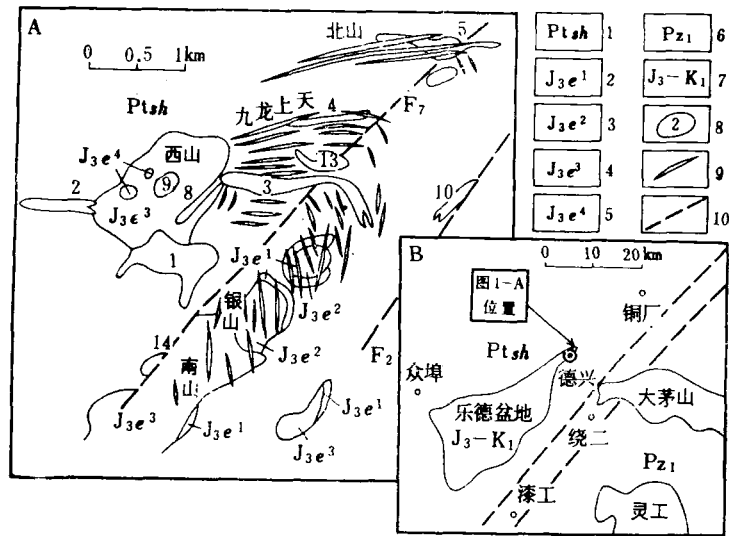 A
北山
5
0 0.5 1km
Ptsh
九龙上天
4
F₇
J₃e⁴
西山
13
2
9
8
3
10
J₃e³
1
J₃e¹
银山
J₃e²
J₃e²
14
南山
F₂
J₃e³
J₃e¹
J₃e¹
J₃e³
Ptsh 1
Pz₁ 6
J₃e¹ 2
J₃-K₁ 7
J₃e² 3
2 8
J₃e³ 4
9
J₃e⁴ 5
10
B
0 10 20 km
图1-A
位置
铜厂
Ptsh
众埠
德兴
大茅山
乐德盆地
J₃-K₁
绕二
Pz₁
漆工
灵工